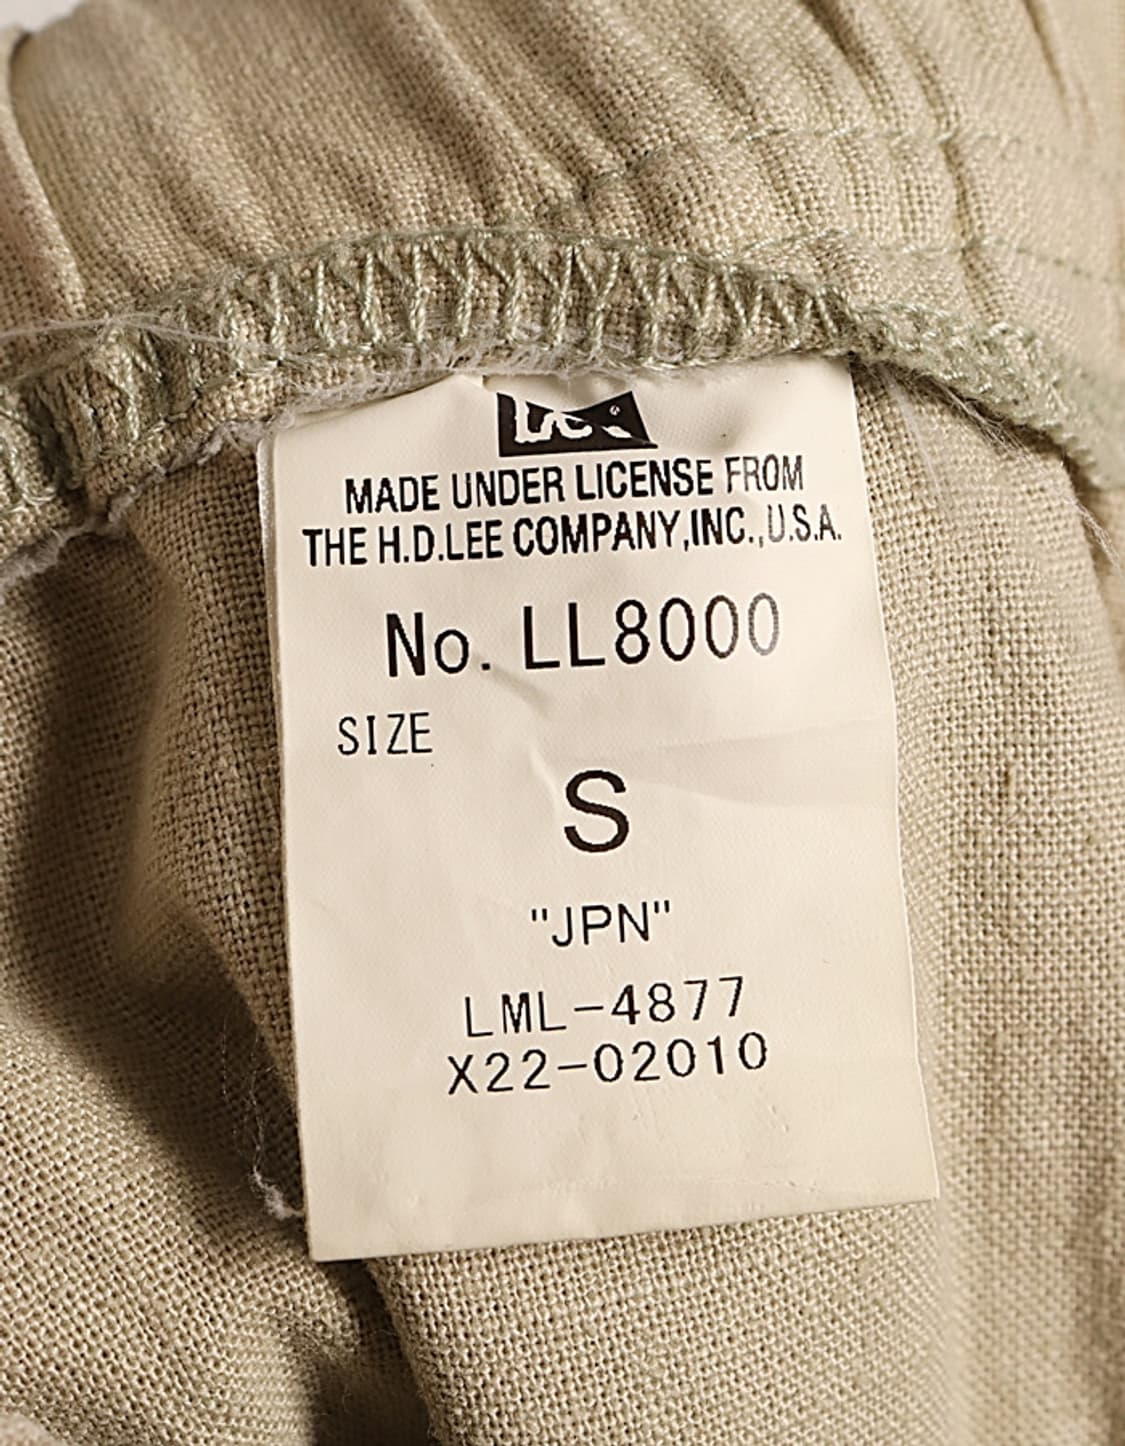 Lee
MADE UNDER LICENSE FROM
THE H.D.LEE COMPANY,INC.,U.S.A.
No. LL8000
SIZE
S
"JPN"
LML-4877
X22-02010